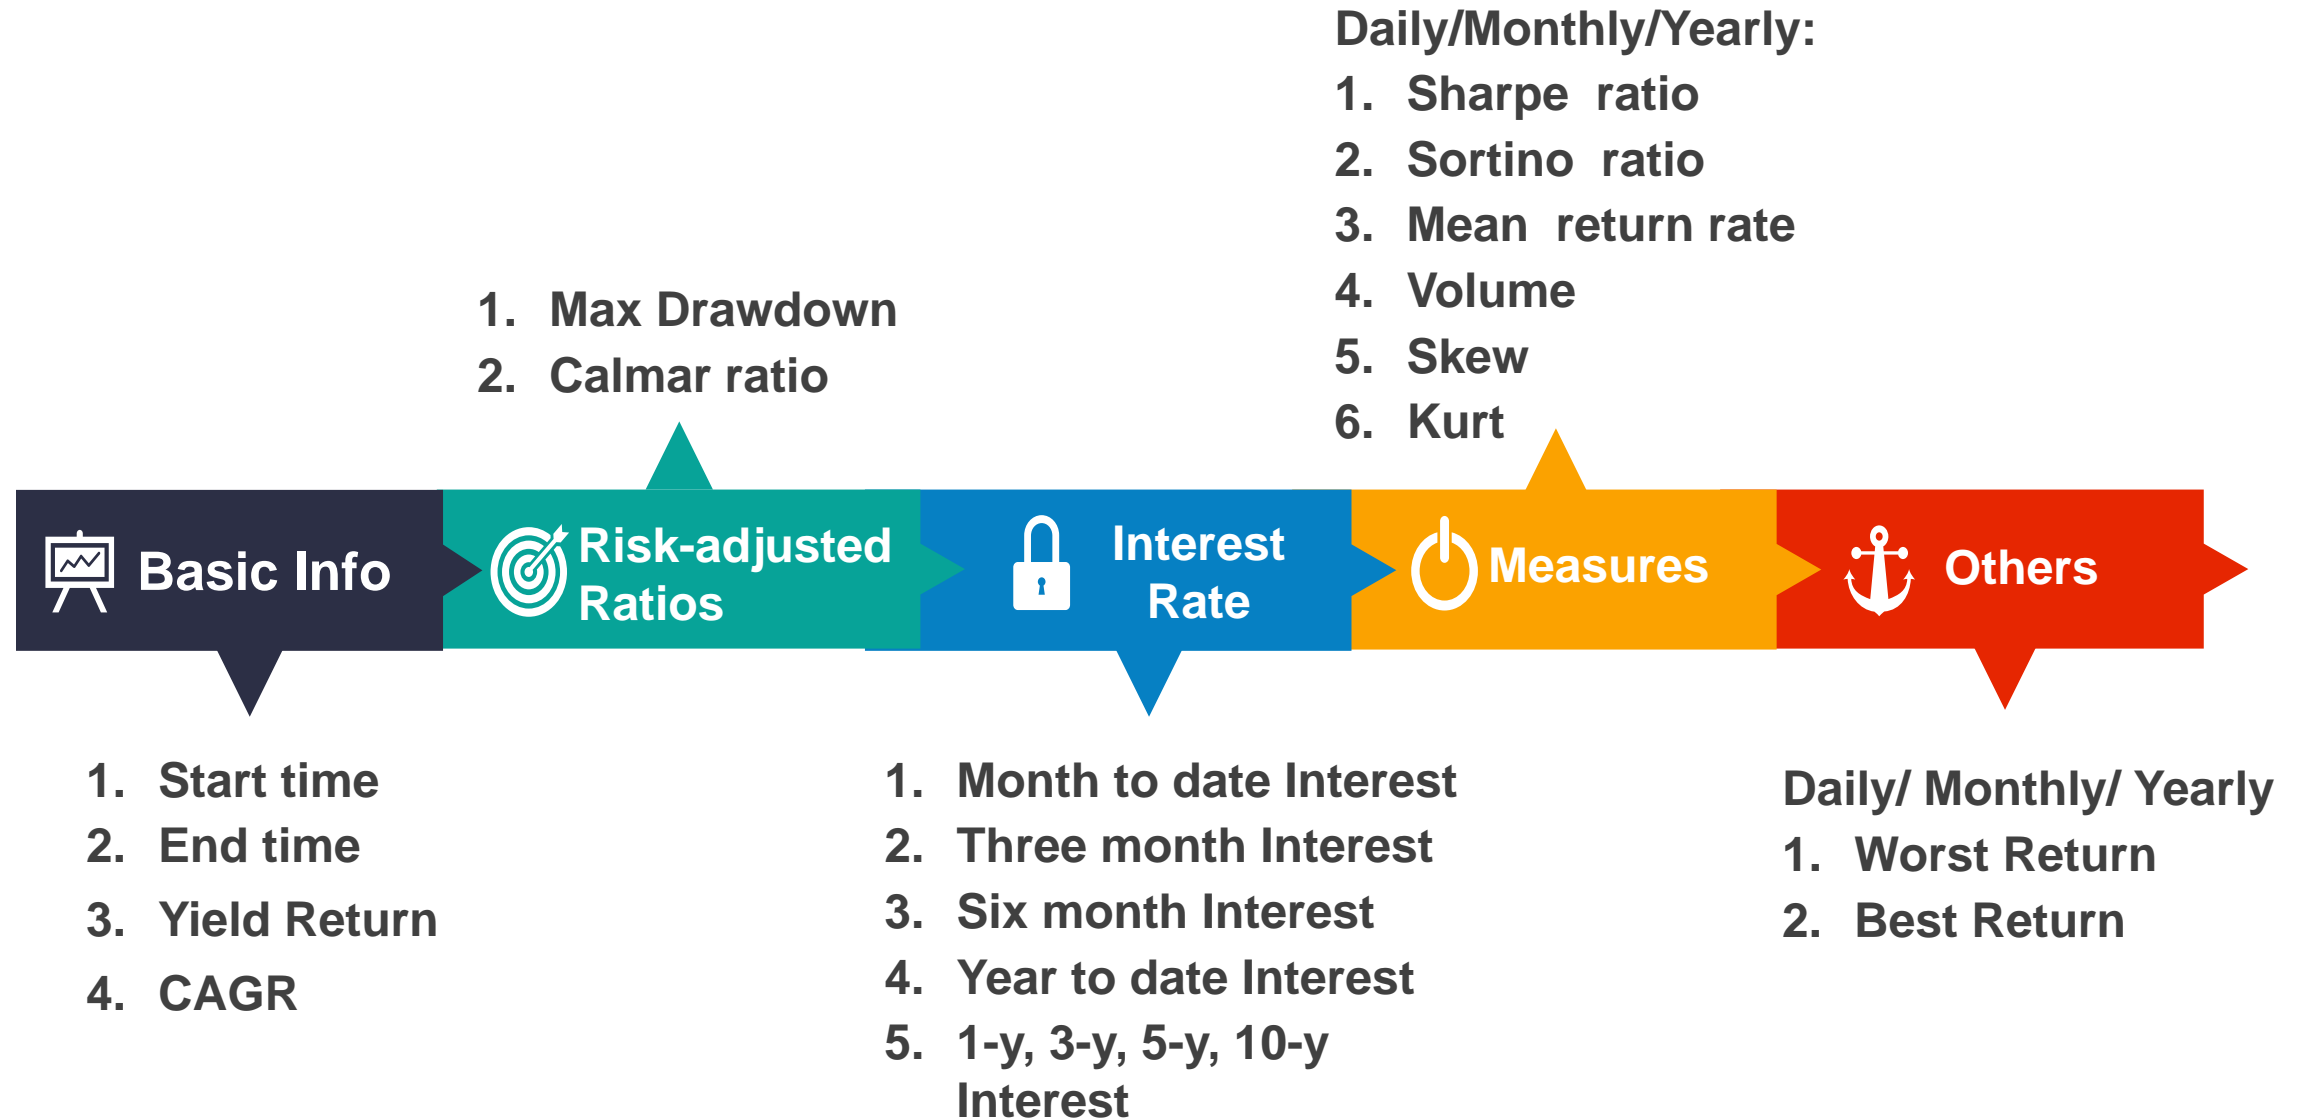 Daily/Monthly/Yearly:
1. Sharpe ratio
2. Sortino ratio
3. Mean return rate
4. Volume
5. Skew
6. Kurt
1. Max Drawdown
2. Calmar ratio
Basic Info
Risk-adjusted
Ratios
Interest
Rate
Measures
Others
1. Start time
2. End time
3. Yield Return
4. CAGR
1. Month to date Interest
2. Three month Interest
3. Six month Interest
4. Year to date Interest
5. 1-y, 3-y, 5-y, 10-y
Interest
Daily/ Monthly/ Yearly
1. Worst Return
2. Best Return